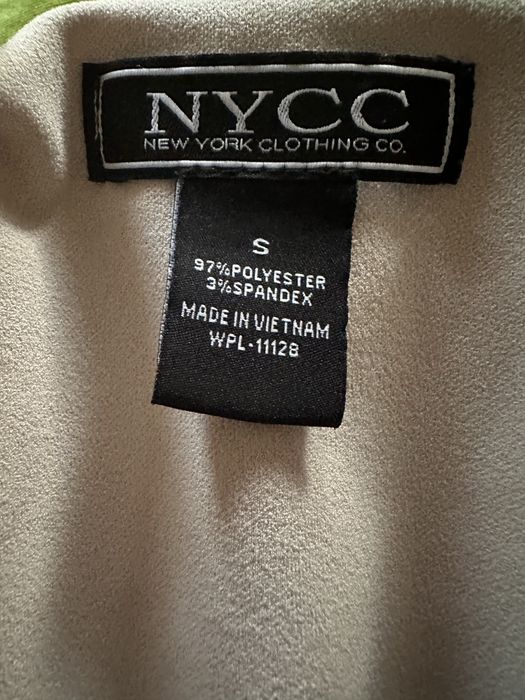 NYCC
NEW YORK CLOTHING CO.
S
97%POLYESTER
3%SPANDEX
MADE IN VIETNAM
WPL-11128